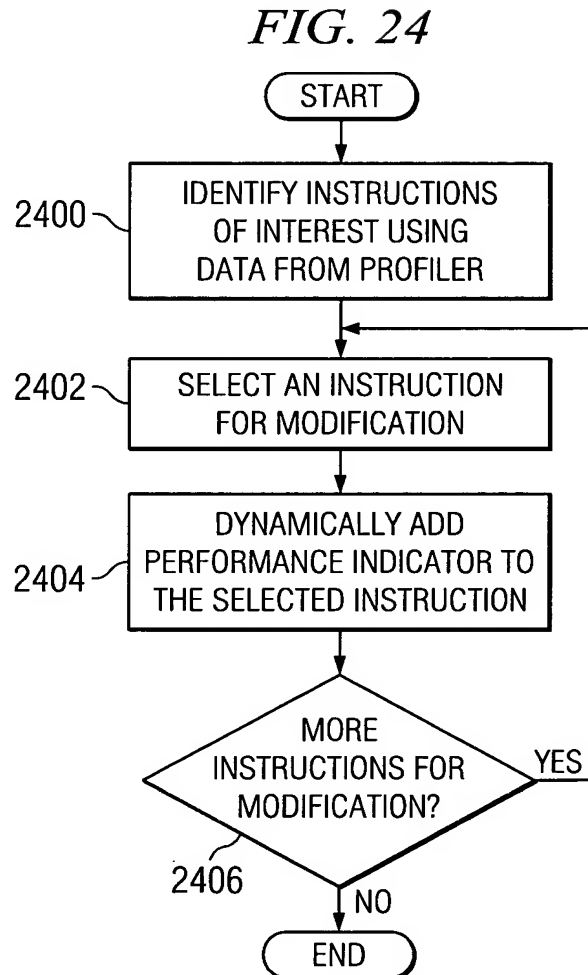 FIG. 24
START
2400
IDENTIFY INSTRUCTIONS
OF INTEREST USING
DATA FROM PROFILER
2402
SELECT AN INSTRUCTION
FOR MODIFICATION
2404
DYNAMICALLY ADD
PERFORMANCE INDICATOR TO
THE SELECTED INSTRUCTION
MORE
INSTRUCTIONS FOR
MODIFICATION?
YES
2406
NO
END